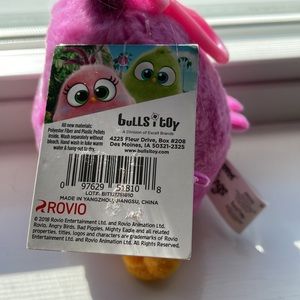 bullsitoy
A Division of Excell Brands
4225 Fleur Drive, Box #208
Des Moines, IA 50321-2325
www.bullsitoy.com
All new materials:
Polyester Fiber and Plastic Pellets
Inside. Wash separately without
bleach. Hand wash in luke warm
water & hang-out to dry.
0 97629 51810 8
MADE IN YANGZHOU, JIANGSU, CHINA
ROVIO
© 2018 Rovio Entertainment Ltd. and Rovio Animation Ltd.
Rovio, Angry Birds, Bad Piggies, Mighty Eagle and all related
properties, titles, logos and characters are trademarks of Rovio
Entertainment Ltd. and Rovio Animation Ltd. All Rights Reserved.